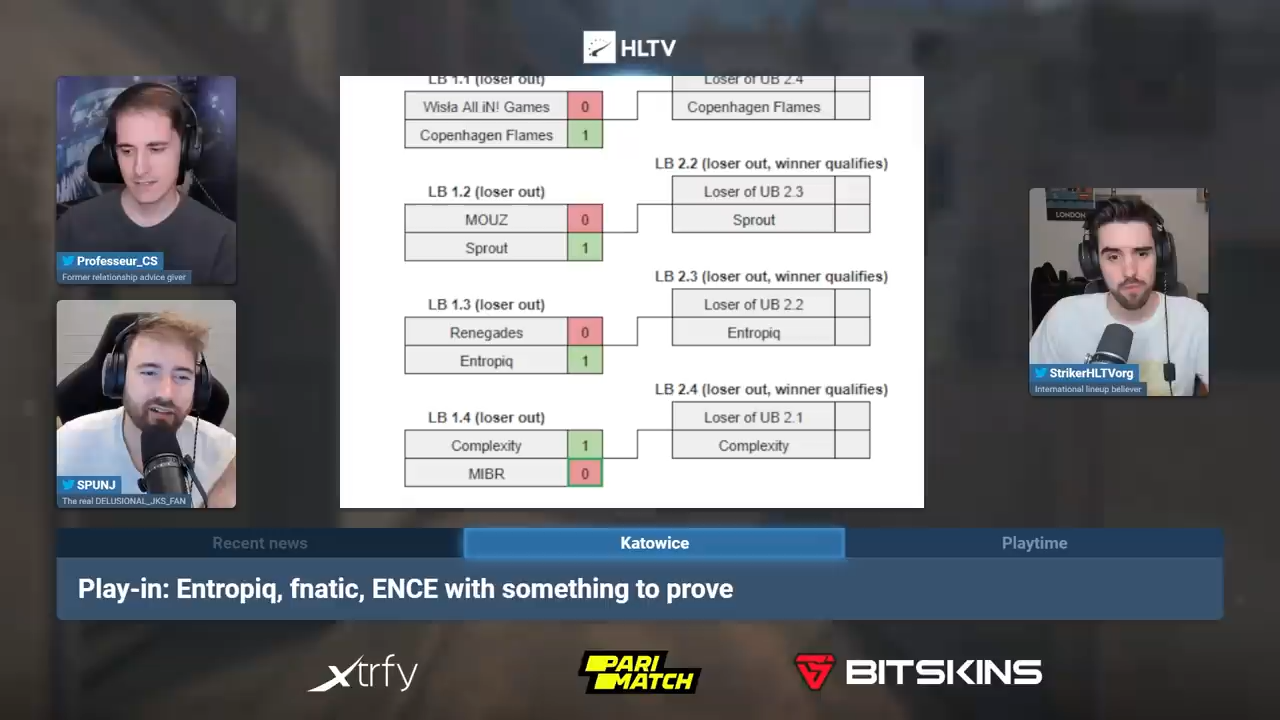 HLTV
LB 1.1 (loser out)
Wisła All iN! Games 0
Copenhagen Flames 1
Loser of UB 2.4
Copenhagen Flames
LB 2.2 (loser out, winner qualifies)
LB 1.2 (loser out)
Loser of UB 2.3
MOUZ 0
Sprout
Sprout 1
LB 2.3 (loser out, winner qualifies)
LB 1.3 (loser out)
Loser of UB 2.2
Renegades 0
Entropiq
Entropiq 1
LB 2.4 (loser out, winner qualifies)
LB 1.4 (loser out)
Loser of UB 2.1
Complexity 1
Complexity
MIBR 0
Professeur_CS
Former relationship advice giver
SPUNJ
The real DELUSIONAL_JKS_FAN
LONDON
StrikerHLTVorg
International lineup believer
Recent news
Katowice
Playtime
Play-in: Entropiq, fnatic, ENCE with something to prove
xtrfy
PARI
MATCH
BITSKINS